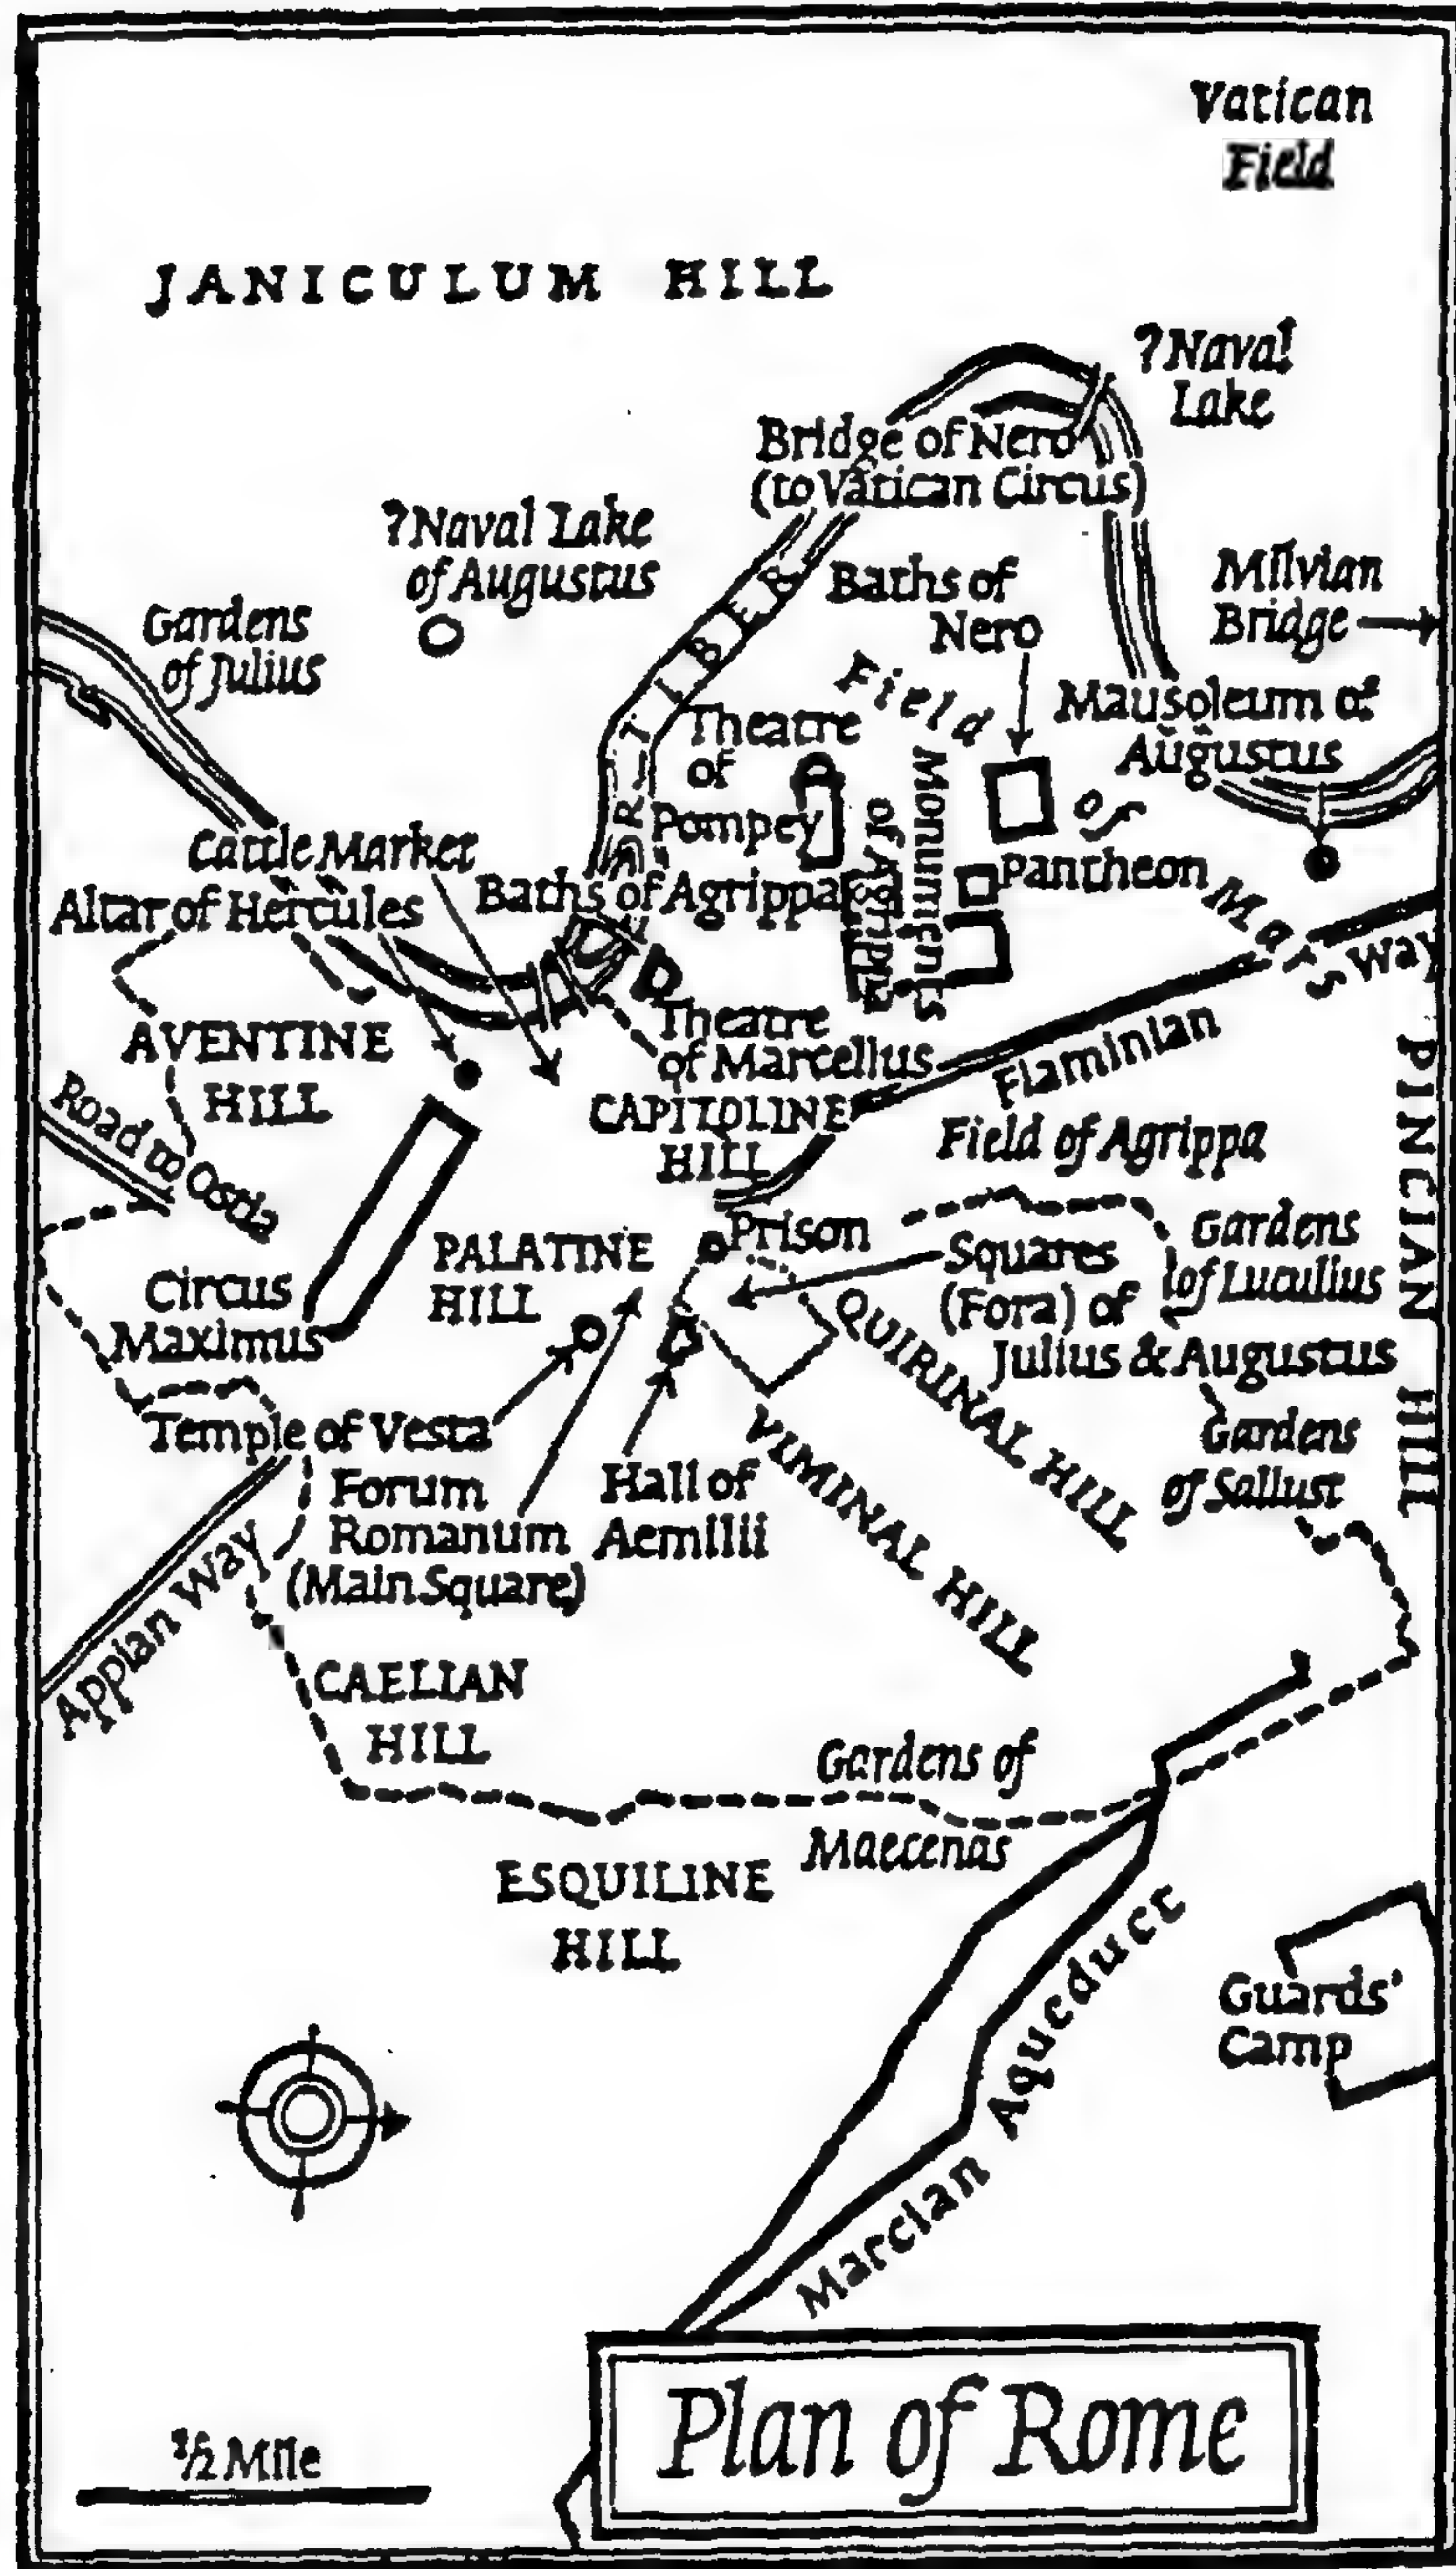 Vatican
Field
JANICULUM HILL
?Naval
Lake
Bridge of Nero
(to Vatican Circus)
?Naval Lake
of Augustus
Baths of
Nero
Milvian
Bridge
Gardens
of Julius
R. TIBER
Field of Mars
Mausoleum of
Augustus
Theatre
of
Pompey
Monuments
of Agrippa
Cattle Market
Altar of Hercules
Baths of Agrippa
Pantheon
Flaminian Way
AVENTINE
HILL
Theatre
of Marcellus
CAPITOLINE
HILL
Field of Agrippa
PINCIAN HILL
Road to Ostia
PALATINE
HILL
Prison
Squares
(Fora) of
Julius & Augustus
Gardens
of Lucullus
Circus
Maximus
QUIRINAL HILL
Temple of Vesta
Forum
Romanum
(Main Square)
Hall of
Aemilii
VIMINAL HILL
Gardens
of Sallust
Appian Way
CAELIAN
HILL
Gardens of
Maecenas
ESQUILINE
HILL
Guards'
Camp
Marcian Aqueduct
½ Mile
Plan of Rome